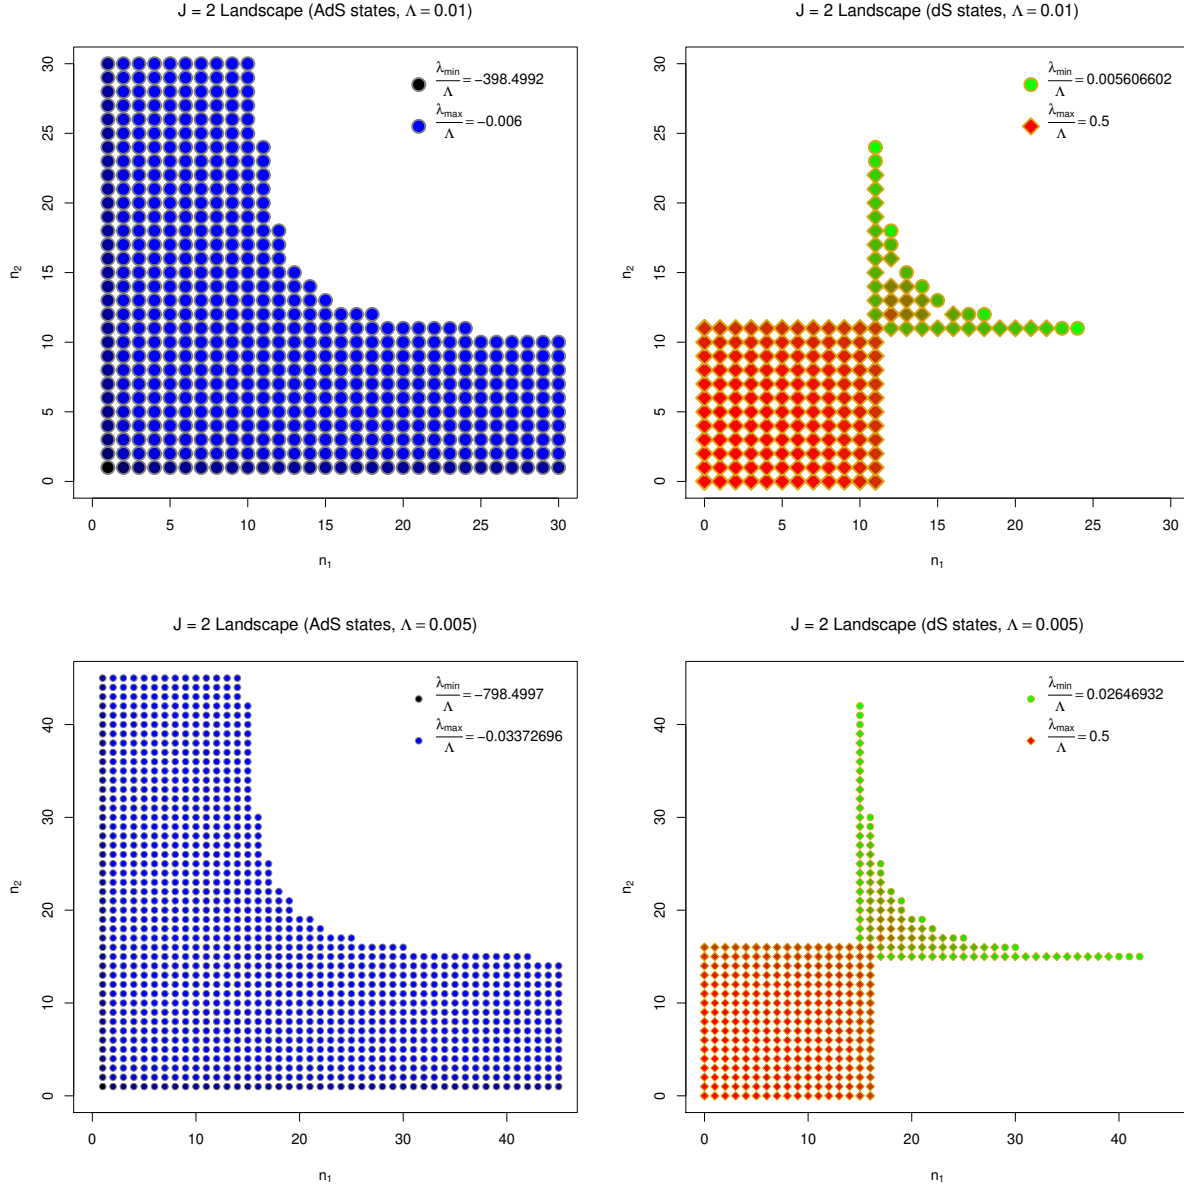 J = 2 Landscape (AdS states, Λ = 0.01)
λmin/Λ = −398.4992
λmax/Λ = −0.006
n₂
30
25
20
15
10
5
0
0 5 10 15 20 25 30
n₁
J = 2 Landscape (dS states, Λ = 0.01)
λmin/Λ = 0.005606602
λmax/Λ = 0.5
n₂
30
25
20
15
10
5
0
0 5 10 15 20 25 30
n₁
J = 2 Landscape (AdS states, Λ = 0.005)
λmin/Λ = −798.4997
λmax/Λ = −0.03372696
n₂
40
30
20
10
0
0 10 20 30 40
n₁
J = 2 Landscape (dS states, Λ = 0.005)
λmin/Λ = 0.02646932
λmax/Λ = 0.5
n₂
40
30
20
10
0
0 10 20 30 40
n₁